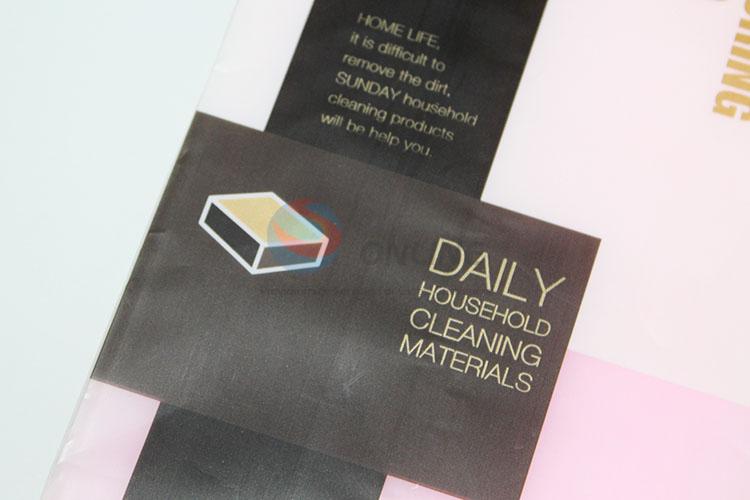 HOME LIFE,
it is difficult to
remove the dirt,
SUNDAY household
cleaning products
will be help you.
DAILY
HOUSEHOLD
CLEANING
MATERIALS